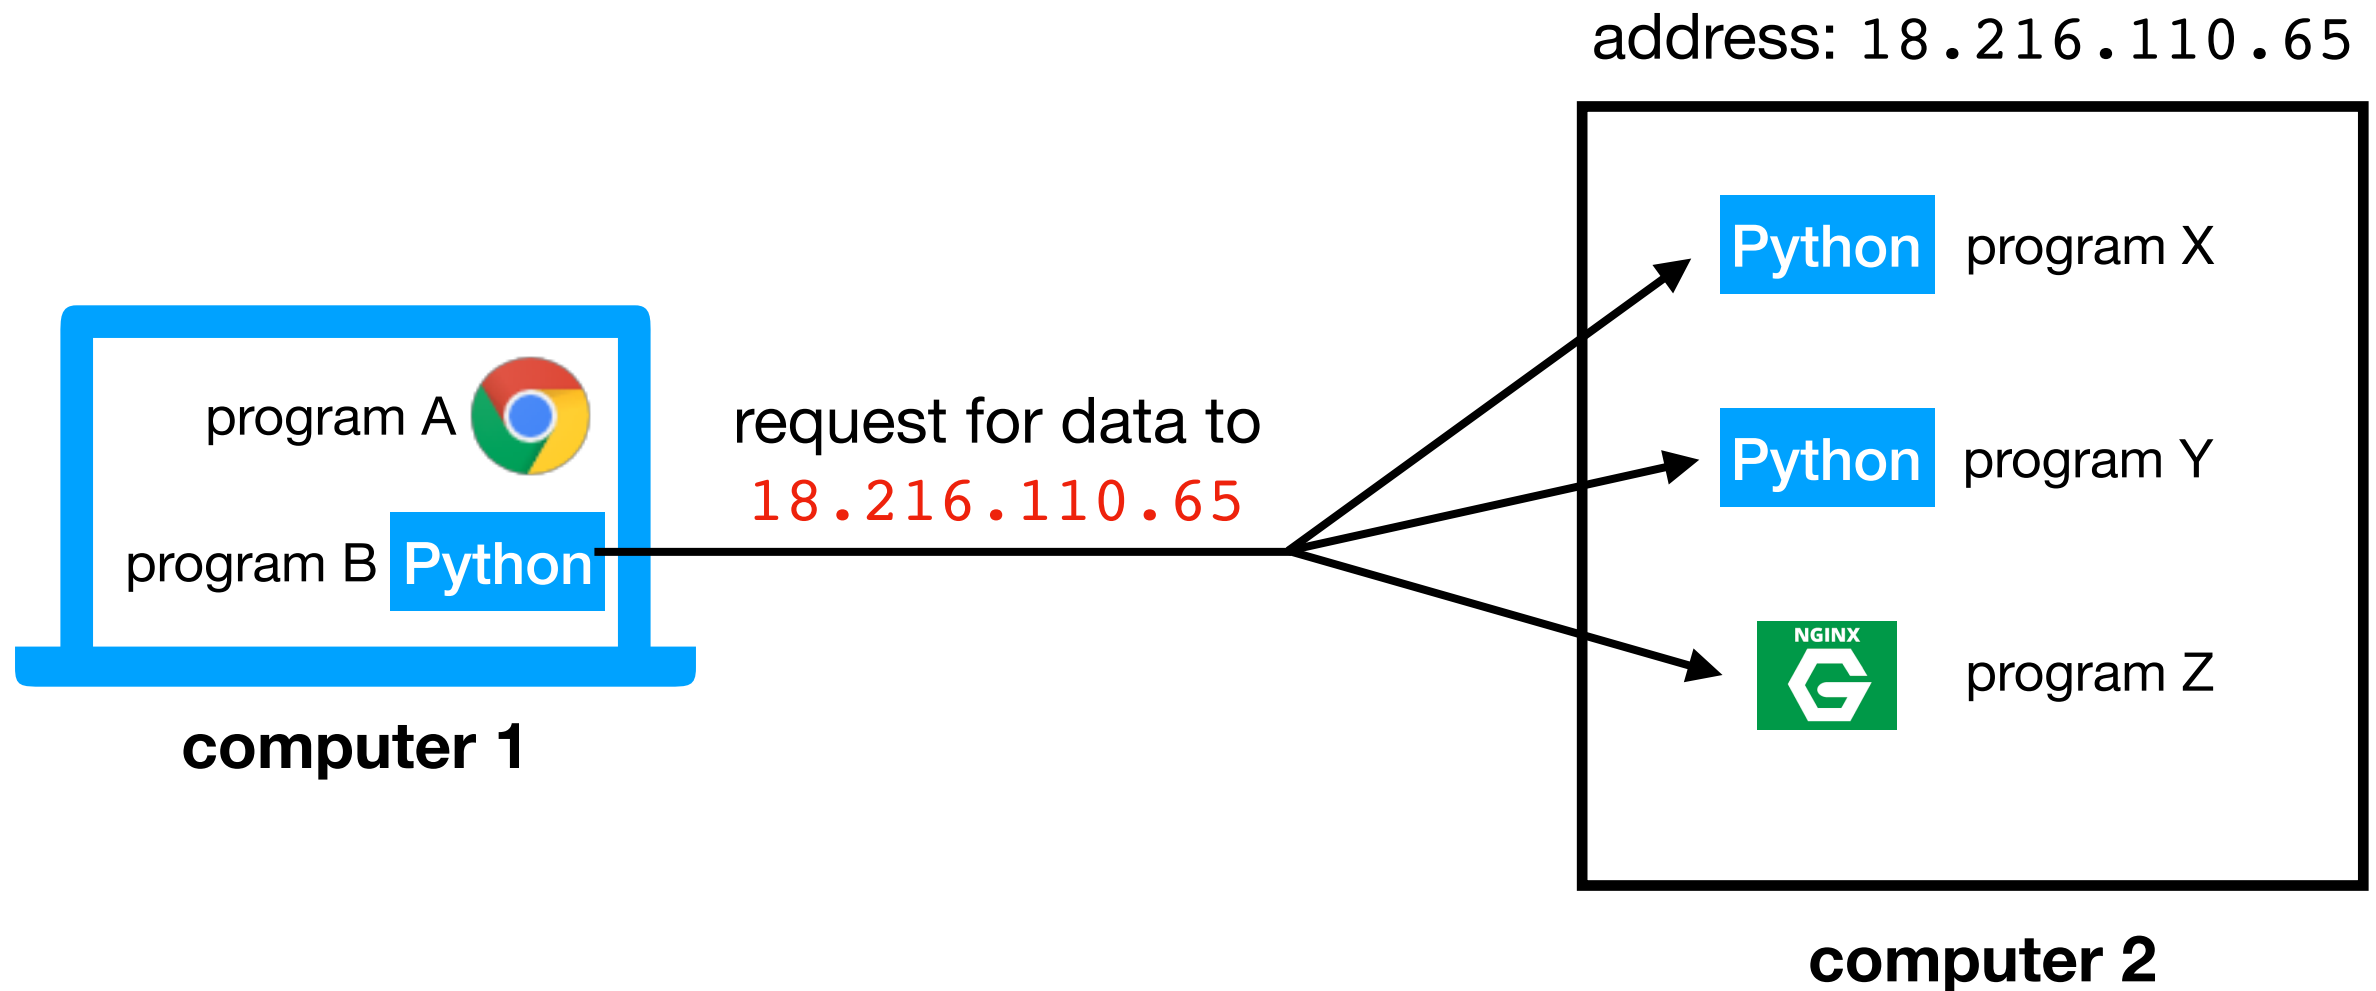 address: 18.216.110.65
Python program X
program A
request for data to
18.216.110.65
Python program Y
program B Python
NGINX
program Z
computer 1
computer 2